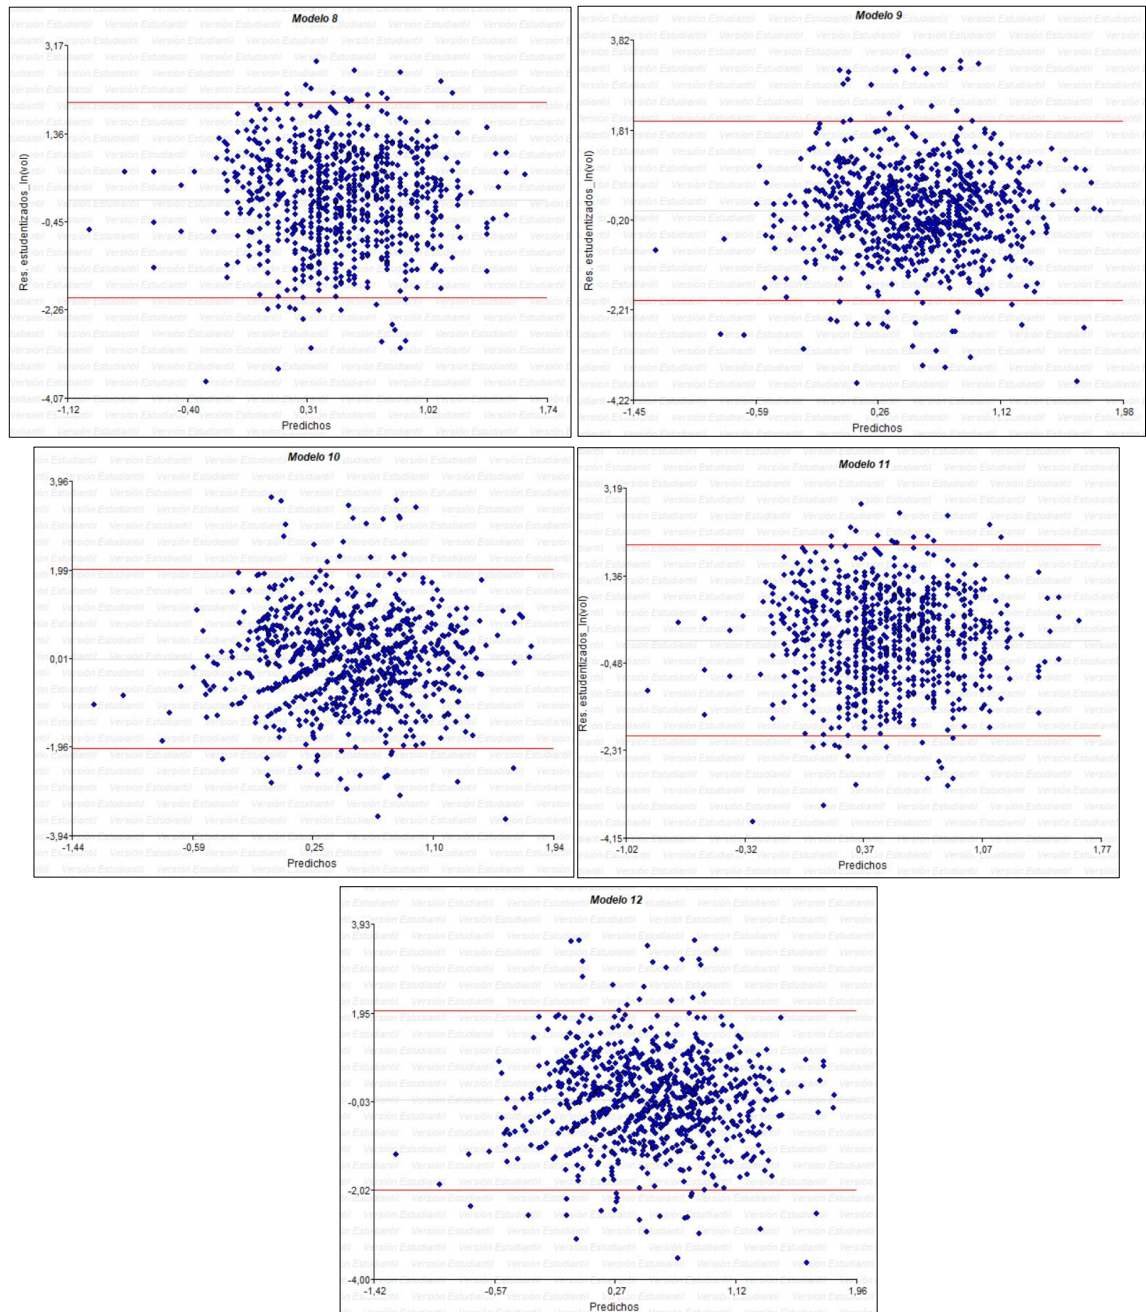 Modelo 8
3,17
1,36
-0,45
-2,26
-4,07
Res. estudentizados_ln(vol)
-1,12 -0,40 0,31 1,02 1,74
Predichos
Modelo 9
3,82
1,81
-0,20
-2,21
-4,22
Res. estudentizados_ln(vol)
-1,45 -0,59 0,26 1,12 1,98
Predichos
Modelo 10
3,96
1,99
0,01
-1,96
-3,94
-1,44 -0,59 0,25 1,10 1,94
Predichos
Modelo 11
3,19
1,36
-0,48
-2,31
-4,15
Res. estudentizados_ln(vol)
-1,02 -0,32 0,37 1,07 1,77
Predichos
Modelo 12
3,93
1,95
-0,03
-2,02
-4,00
-1,42 -0,57 0,27 1,12 1,96
Predichos
Versión Estudiantil